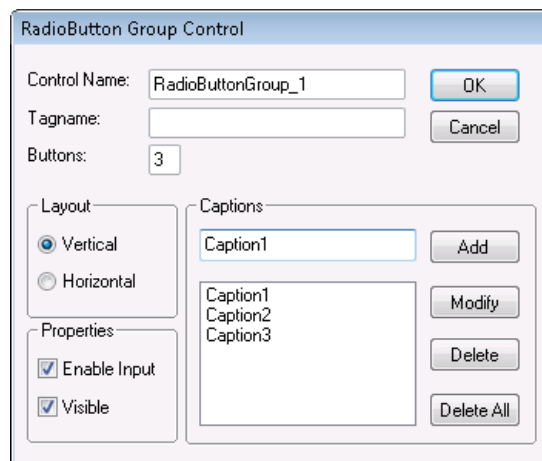 RadioButton Group Control
Control Name: RadioButtonGroup_1 OK
Tagname: Cancel
Buttons: 3
Layout
Vertical
Horizontal
Properties
Enable Input
Visible
Captions
Caption1 Add
Caption1
Caption2
Caption3
Modify
Delete
Delete All